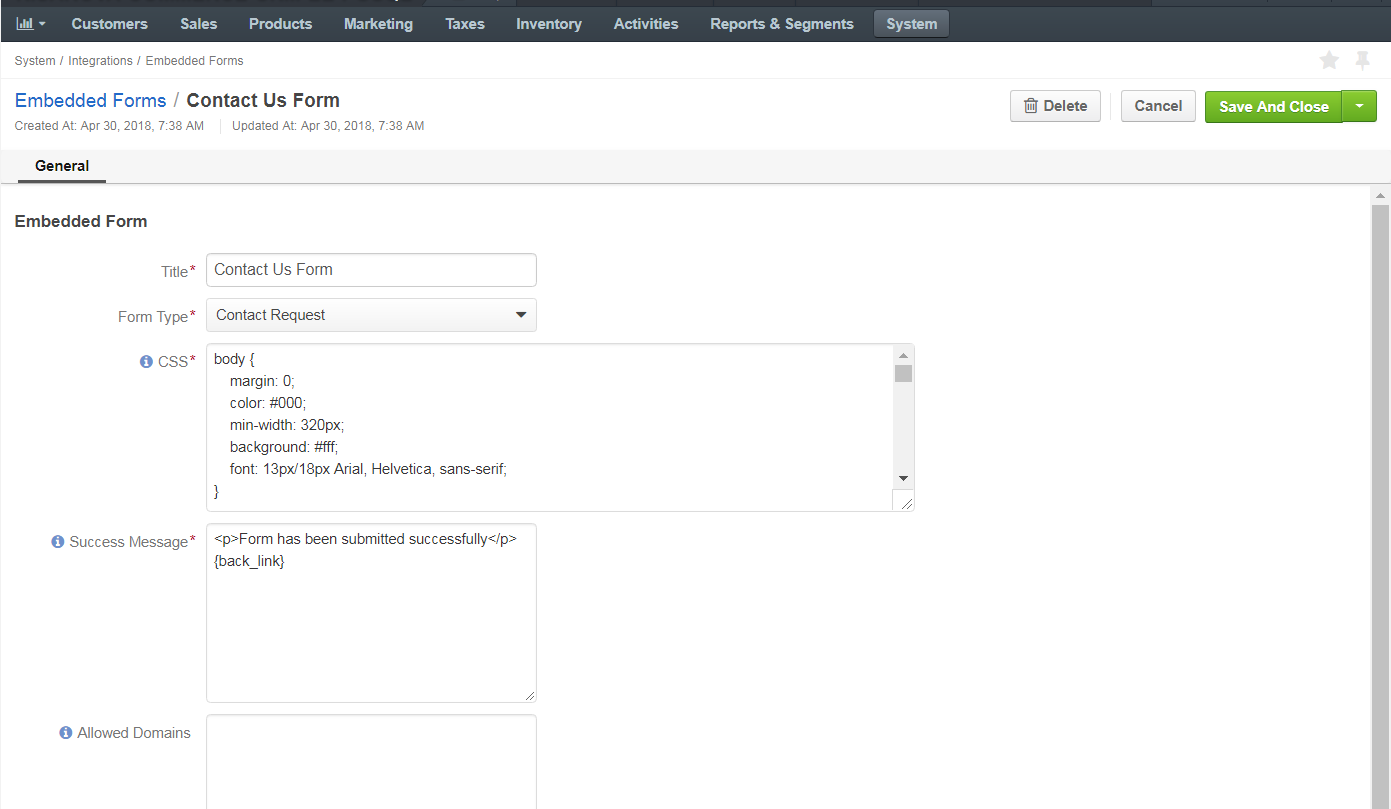 Customers Sales Products Marketing Taxes Inventory Activities Reports & Segments System
System / Integrations / Embedded Forms
Embedded Forms / Contact Us Form
Delete Cancel Save And Close
Created At: Apr 30, 2018, 7:38 AM Updated At: Apr 30, 2018, 7:38 AM
General
Embedded Form
Title* Contact Us Form
Form Type* Contact Request
CSS* body {
margin: 0;
color: #000;
min-width: 320px;
background: #fff;
font: 13px/18px Arial, Helvetica, sans-serif;
}
Success Message* <p>Form has been submitted successfully</p>
{back_link}
Allowed Domains